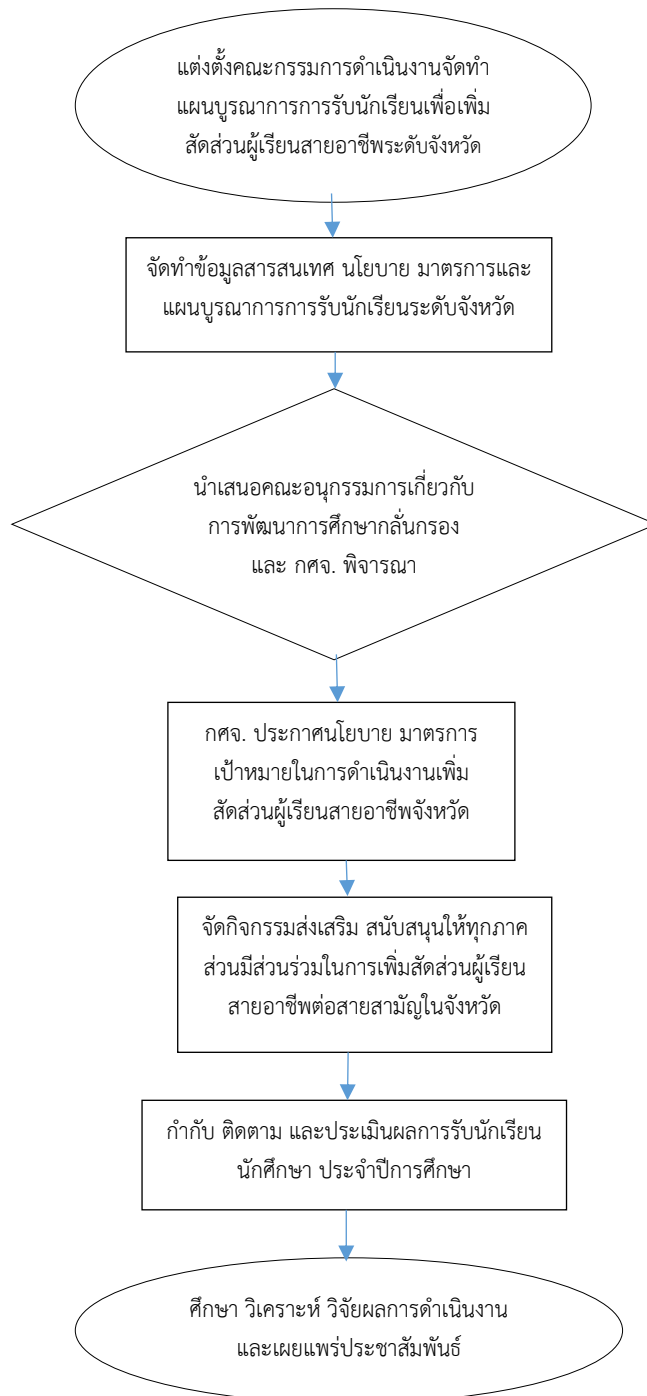 แต่งตั้งคณะกรรมการดำเนินงานจัดทำ
แผนบูรณาการการรับนักเรียนเพื่อเพิ่ม
สัดส่วนผู้เรียนสายอาชีพระดับจังหวัด
จัดทำข้อมูลสารสนเทศ นโยบาย มาตรการและ
แผนบูรณาการการรับนักเรียนระดับจังหวัด
นำเสนอคณะอนุกรรมการเกี่ยวกับ
การพัฒนาการศึกษากลั่นกรอง
และ กศจ. พิจารณา
กศจ. ประกาศนโยบาย มาตรการ
เป้าหมายในการดำเนินงานเพิ่ม
สัดส่วนผู้เรียนสายอาชีพจังหวัด
จัดกิจกรรมส่งเสริม สนับสนุนให้ทุกภาค
ส่วนมีส่วนร่วมในการเพิ่มสัดส่วนผู้เรียน
สายอาชีพต่อสายสามัญในจังหวัด
กำกับ ติดตาม และประเมินผลการรับนักเรียน
นักศึกษา ประจำปีการศึกษา
ศึกษา วิเคราะห์ วิจัยผลการดำเนินงาน
และเผยแพร่ประชาสัมพันธ์